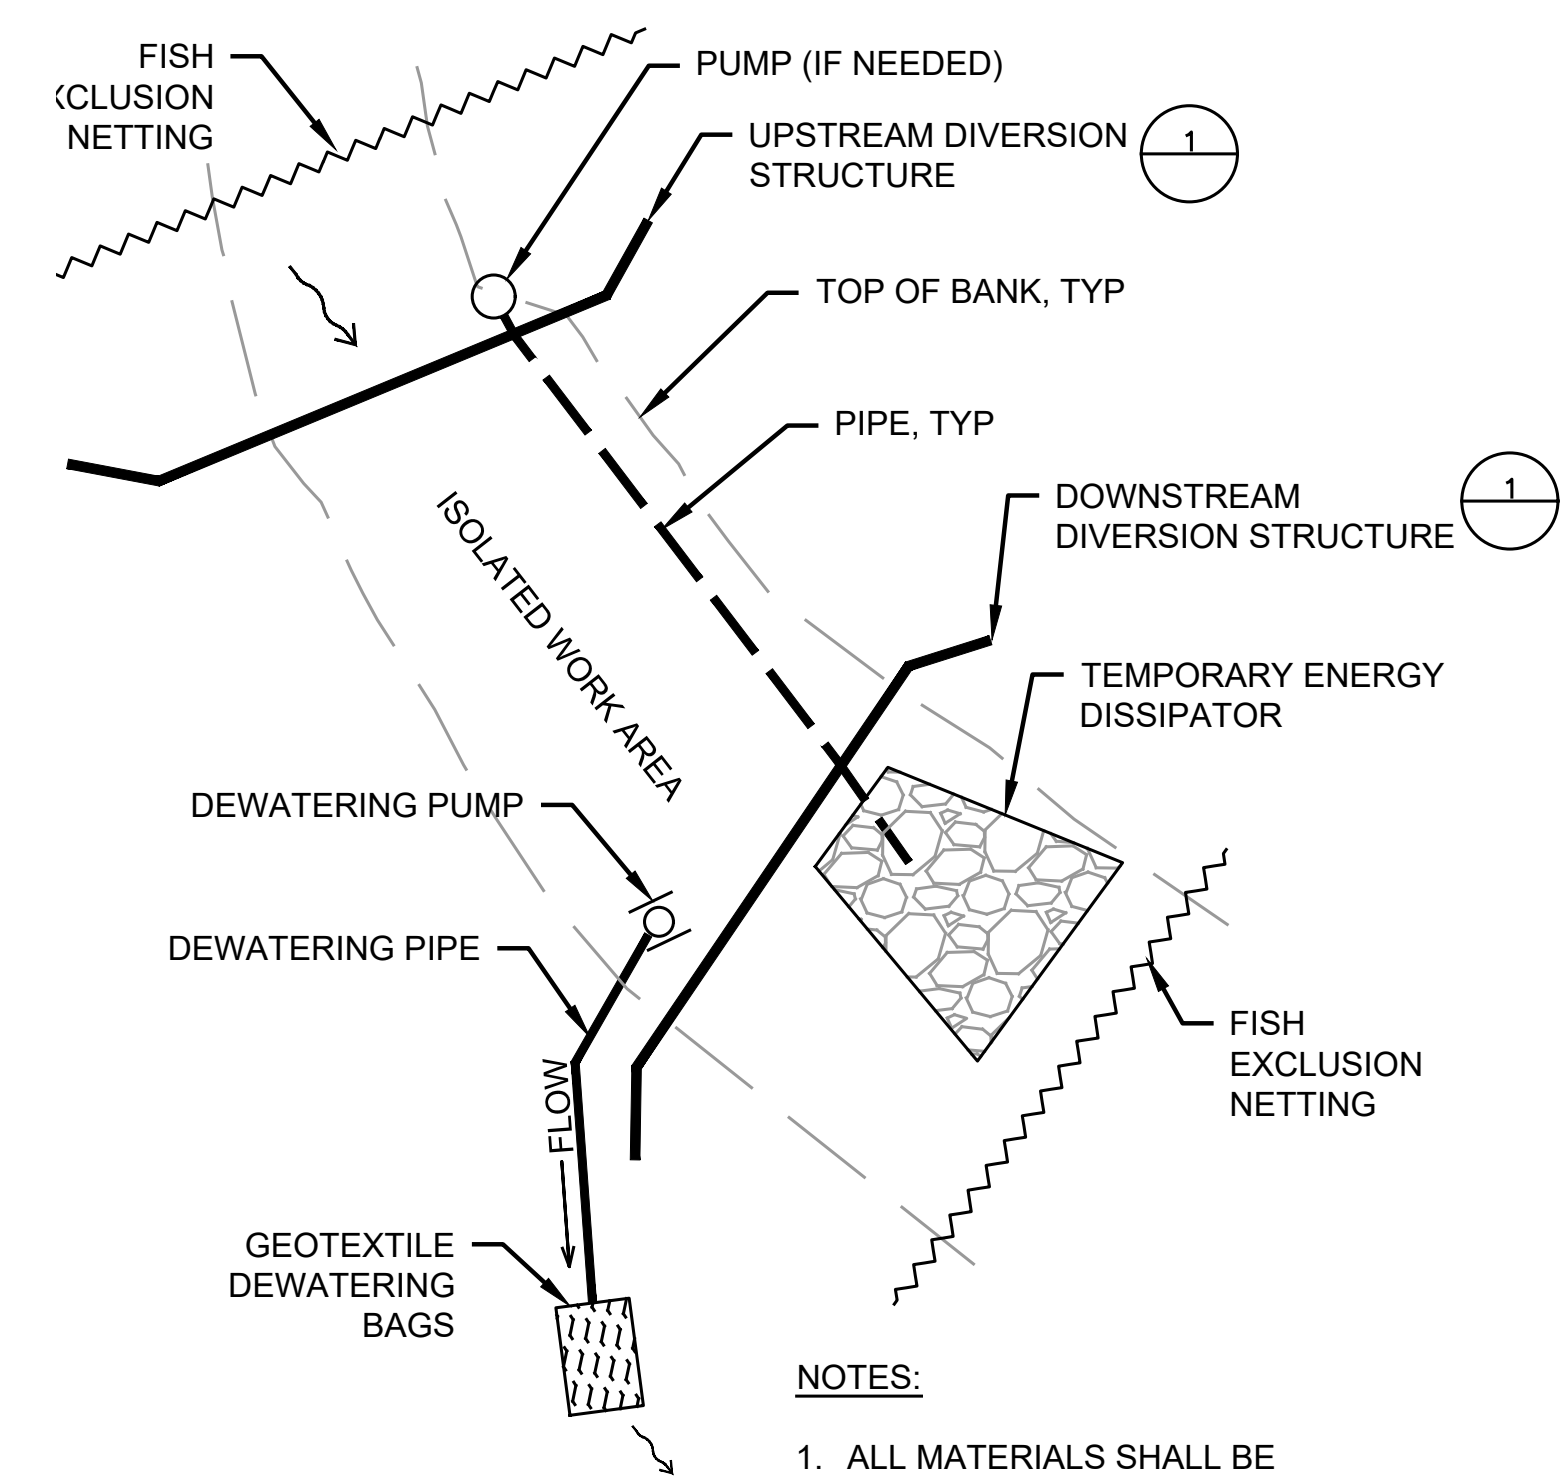 FISH
XCLUSION
NETTING
PUMP (IF NEEDED)
UPSTREAM DIVERSION
STRUCTURE
1
TOP OF BANK, TYP
PIPE, TYP
DOWNSTREAM
DIVERSION STRUCTURE
1
ISOLATED WORK AREA
TEMPORARY ENERGY
DISSIPATOR
DEWATERING PUMP
DEWATERING PIPE
FISH
EXCLUSION
NETTING
FLOW
GEOTEXTILE
DEWATERING
BAGS
NOTES:
1. ALL MATERIALS SHALL BE